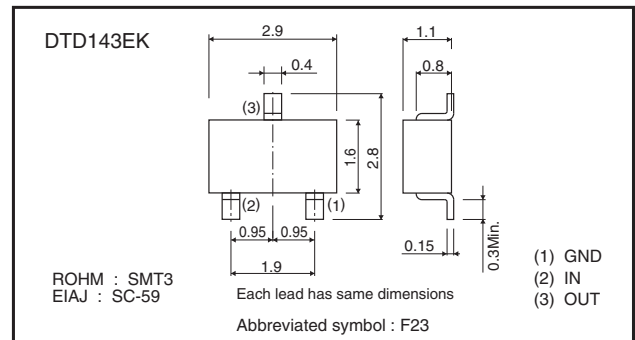 DTD143EK
2.9
1.1
0.4
0.8
(3)
1.6
2.8
(2)
(1)
0.95
0.95
1.9
0.15
0.3Min.
ROHM : SMT3
EIAJ : SC-59
Each lead has same dimensions
Abbreviated symbol : F23
(1) GND
(2) IN
(3) OUT